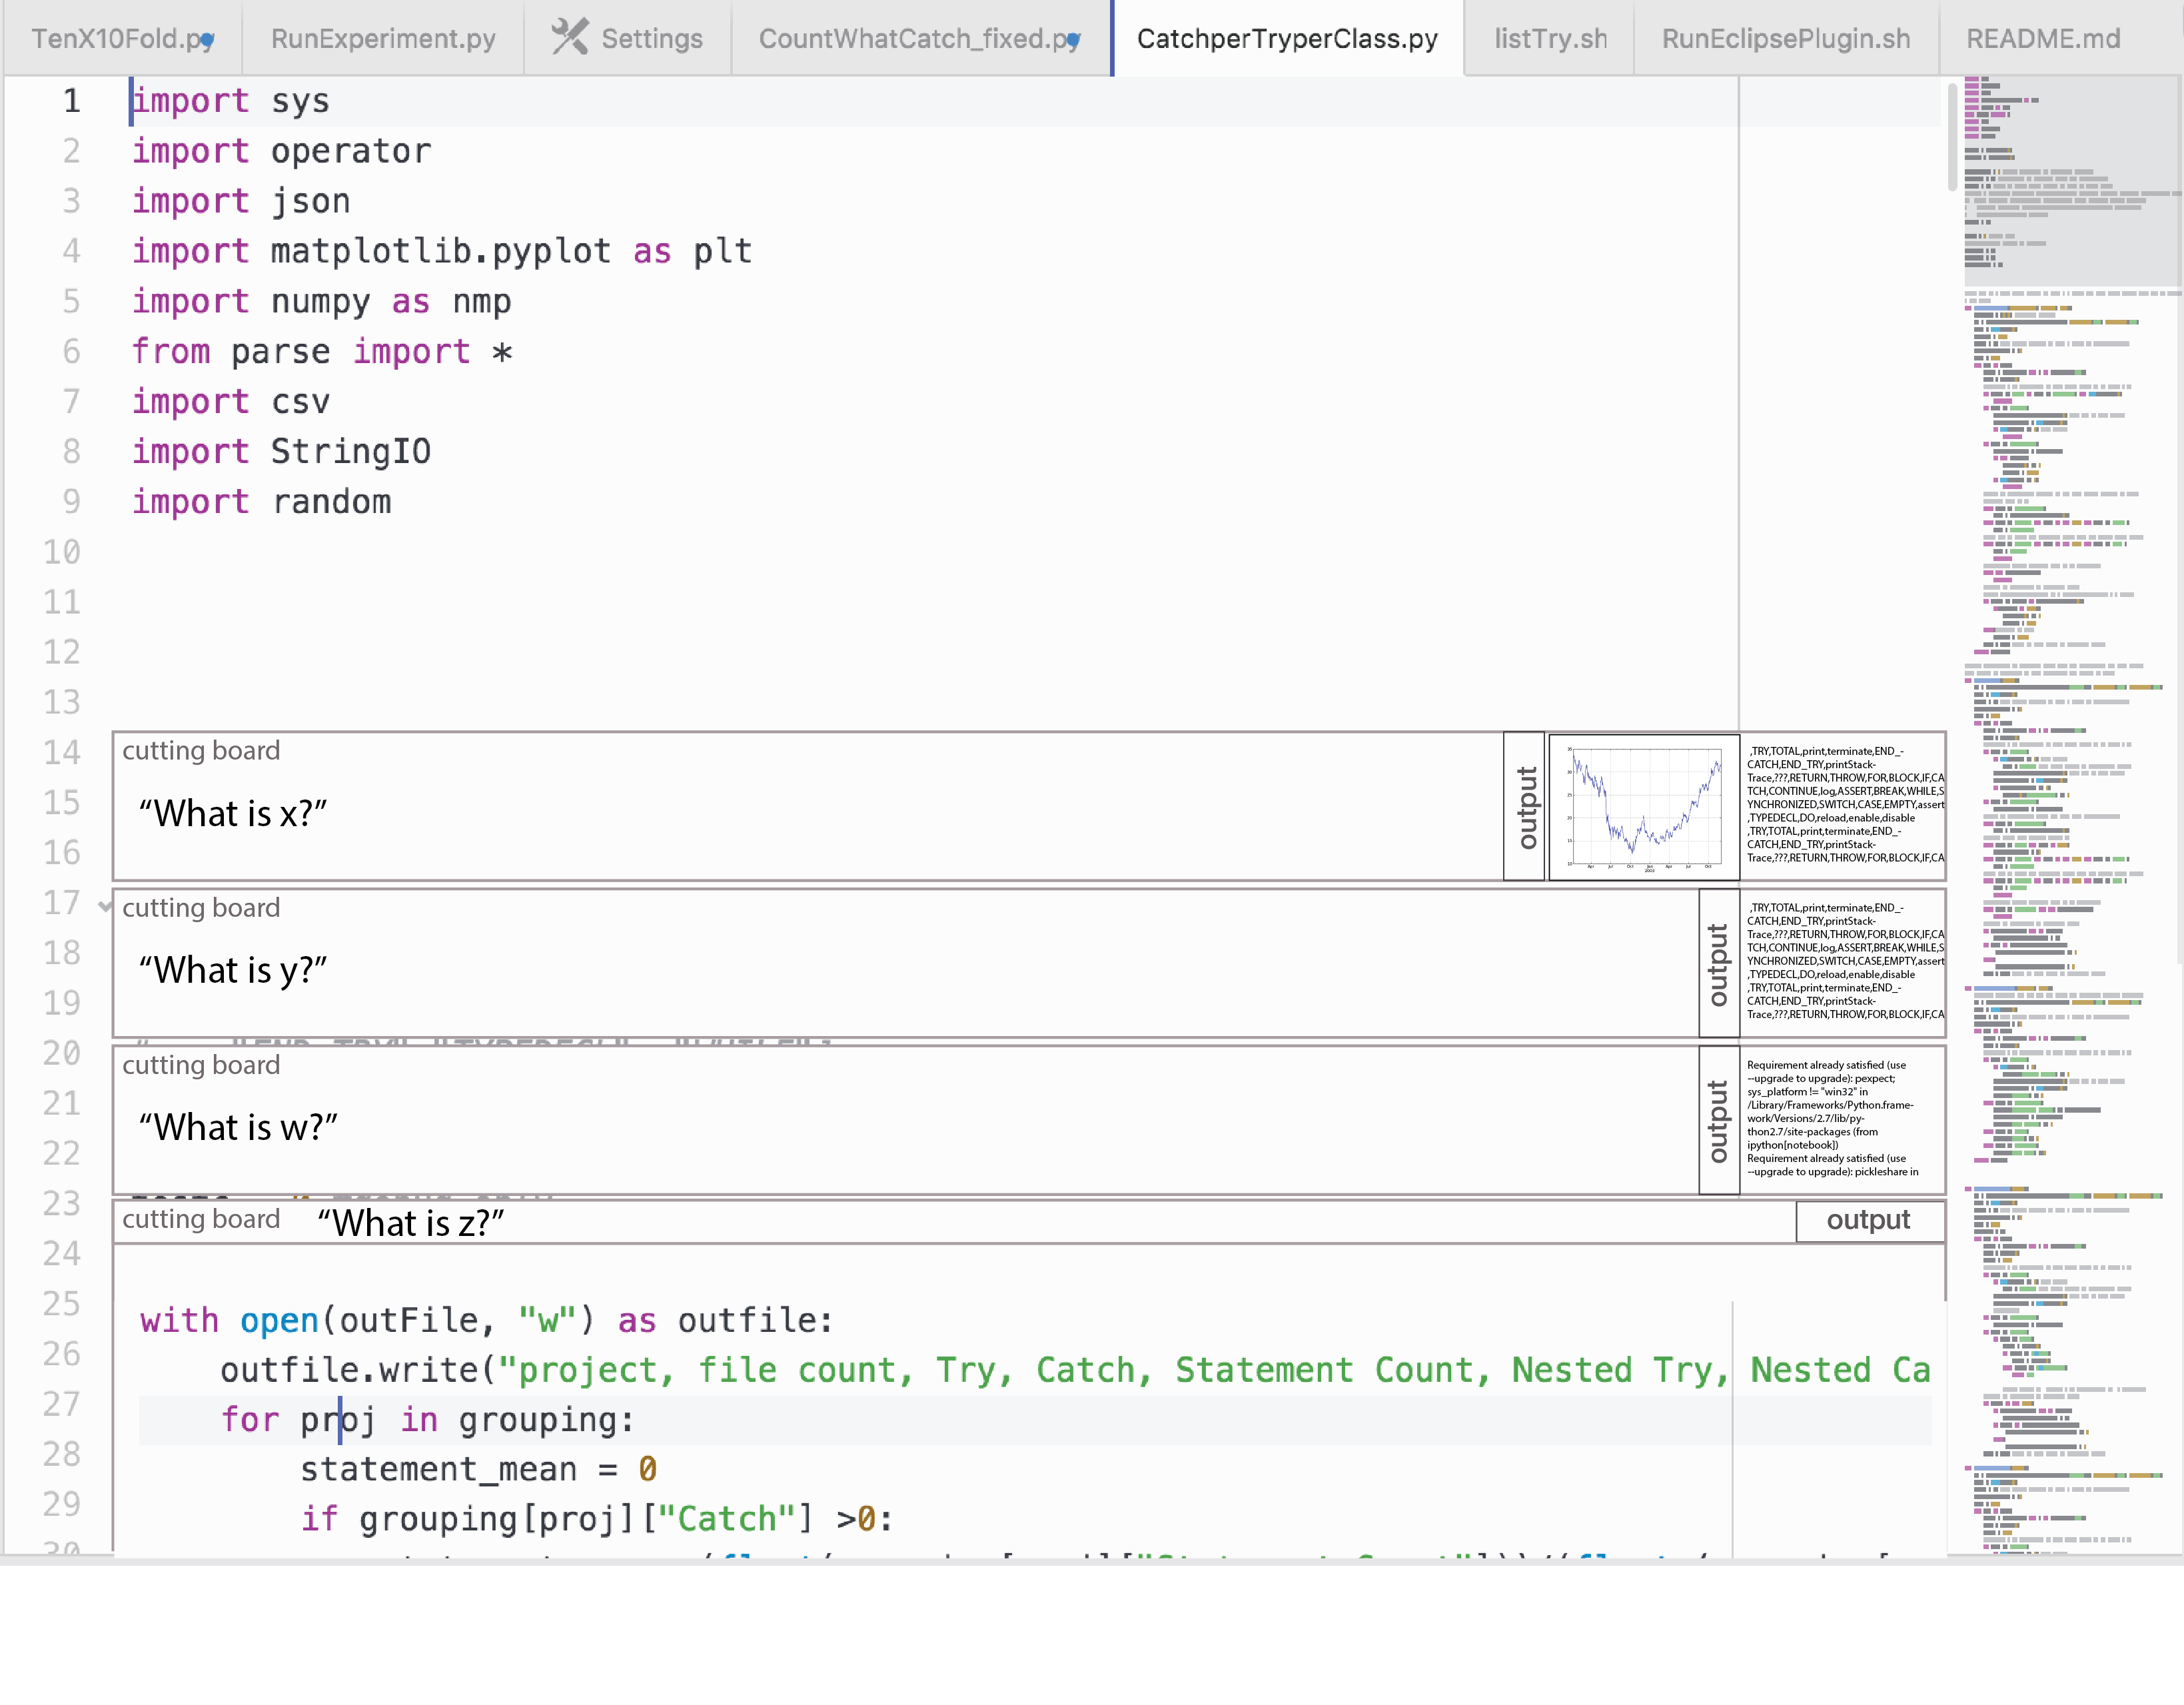 TenX10Fold.py
RunExperiment.py
Settings
CountWhatCatch_fixed.py
CatchperTryperClass.py
listTry.sh
RunEclipsePlugin.sh
README.md
1 import sys
2 import operator
3 import json
4 import matplotlib.pyplot as plt
5 import numpy as nmp
6 from parse import *
7 import csv
8 import StringIO
9 import random
10
11
12
13
14
15
16
17
18
19
20
21
22
23
24
25
26
27
28
29
30
cutting board
“What is x?”
output
,TRY,TOTAL,print,terminate,END_-
CATCH,END_TRY,printStack-
Trace,???,RETURN,THROW,FOR,BLOCK,IF,CA
TCH,CONTINUE,log,ASSERT,BREAK,WHILE,S
YNCHRONIZED,SWITCH,CASE,EMPTY,assert
,TYPEDECL,DO,reload,enable,disable
,TRY,TOTAL,print,terminate,END_-
CATCH,END_TRY,printStack-
Trace,???,RETURN,THROW,FOR,BLOCK,IF,CA
cutting board
“What is y?”
output
,TRY,TOTAL,print,terminate,END_-
CATCH,END_TRY,printStack-
Trace,???,RETURN,THROW,FOR,BLOCK,IF,CA
TCH,CONTINUE,log,ASSERT,BREAK,WHILE,S
YNCHRONIZED,SWITCH,CASE,EMPTY,assert
,TYPEDECL,DO,reload,enable,disable
,TRY,TOTAL,print,terminate,END_-
CATCH,END_TRY,printStack-
Trace,???,RETURN,THROW,FOR,BLOCK,IF,CA
cutting board
“What is w?”
output
Requirement already satisfied (use
--upgrade to upgrade): pexpect;
sys_platform != "win32" in
/Library/Frameworks/Python.frame-
work/Versions/2.7/lib/py-
thon2.7/site-packages (from
ipython[notebook])
Requirement already satisfied (use
--upgrade to upgrade): pickleshare in
cutting board “What is z?”
output
with open(outFile, "w") as outfile:
outfile.write("project, file count, Try, Catch, Statement Count, Nested Try, Nested Ca
for proj in grouping:
statement_mean = 0
if grouping[proj]["Catch"] >0: